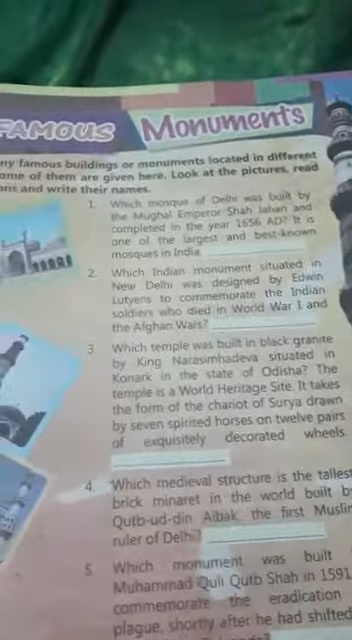 FAMOUS Monuments
ny famous buildings or monuments located in different
ome of them are given here. Look at the pictures, read
ons and write their names.
1. Which mosque of Delhi was built by
the Mughal Emperor Shah Jahan and
completed in the year 1656 AD? It is
one of the largest and best-known
mosques in India.
2. Which Indian monument situated in
New Delhi was designed by Edwin
Lutyens to commemorate the Indian
soldiers who died in World War I and
the Afghan Wars?
3. Which temple was built in black granite
by King Narasimhadeva situated in
Konark in the state of Odisha? The
temple is a World Heritage Site. It takes
the form of the chariot of Surya drawn
by seven spirited horses on twelve pairs
of exquisitely decorated wheels.
4. Which medieval structure is the tallest
brick minaret in the world built by
Qutb-ud-din Aibak, the first Muslim
ruler of Delhi?
5. Which monument was built
Muhammad Quli Qutb Shah in 1591
commemorate the eradication
plague, shortly after he had shifted